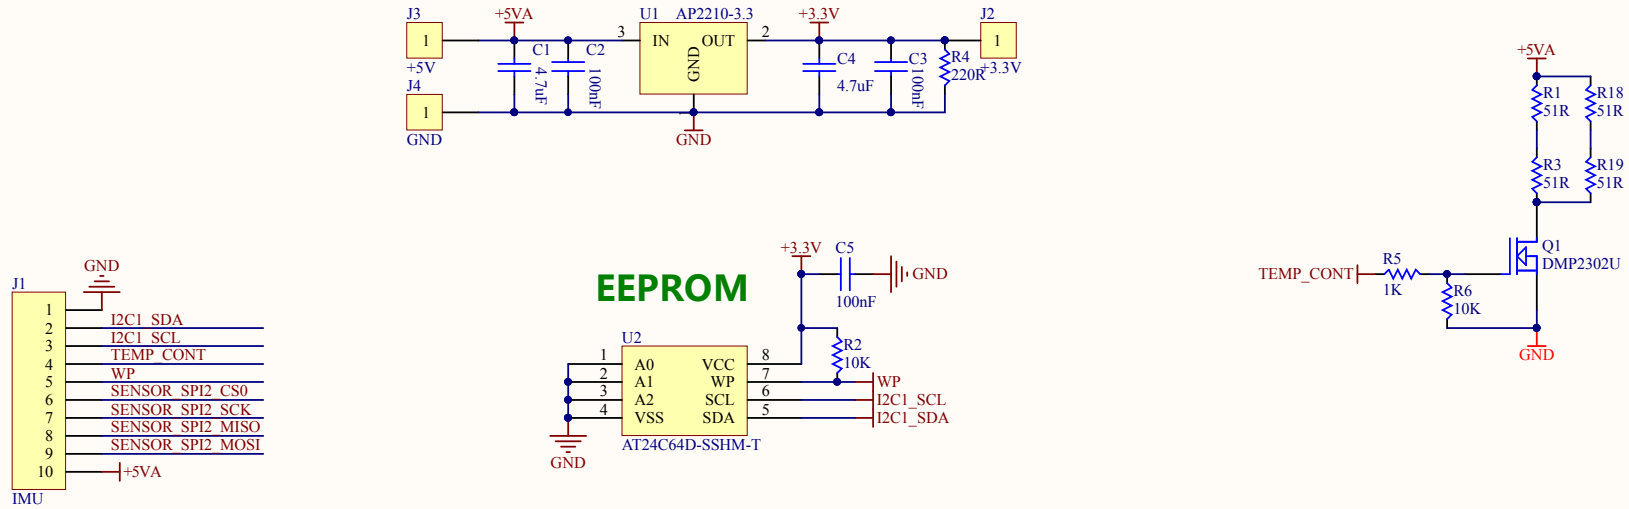 J3
1
+5V
J4
1
GND
+5VA
C1
4.7uF
C2
100nF
U1
AP2210-3.3
3
IN
OUT
GND
2
GND
+3.3V
C4
4.7uF
C3
100nF
R4
220R
J2
1
+3.3V
+5VA
R1
51R
R18
51R
R3
51R
R19
51R
Q1
DMP2302U
TEMP_CONT
R5
1K
R6
10K
GND
J1
GND
1
2
I2C1_SDA
3
I2C1_SCL
4
TEMP_CONT
5
WP
6
SENSOR_SPI2_CS0
7
SENSOR_SPI2_SCK
8
SENSOR_SPI2_MISO
9
SENSOR_SPI2_MOSI
10
+5VA
IMU
EEPROM
+3.3V
C5
100nF
GND
U2
R2
10K
1
A0
VCC
8
2
A1
WP
7
WP
3
A2
SCL
6
I2C1_SCL
4
VSS
SDA
5
I2C1_SDA
AT24C64D-SSHM-T
GND